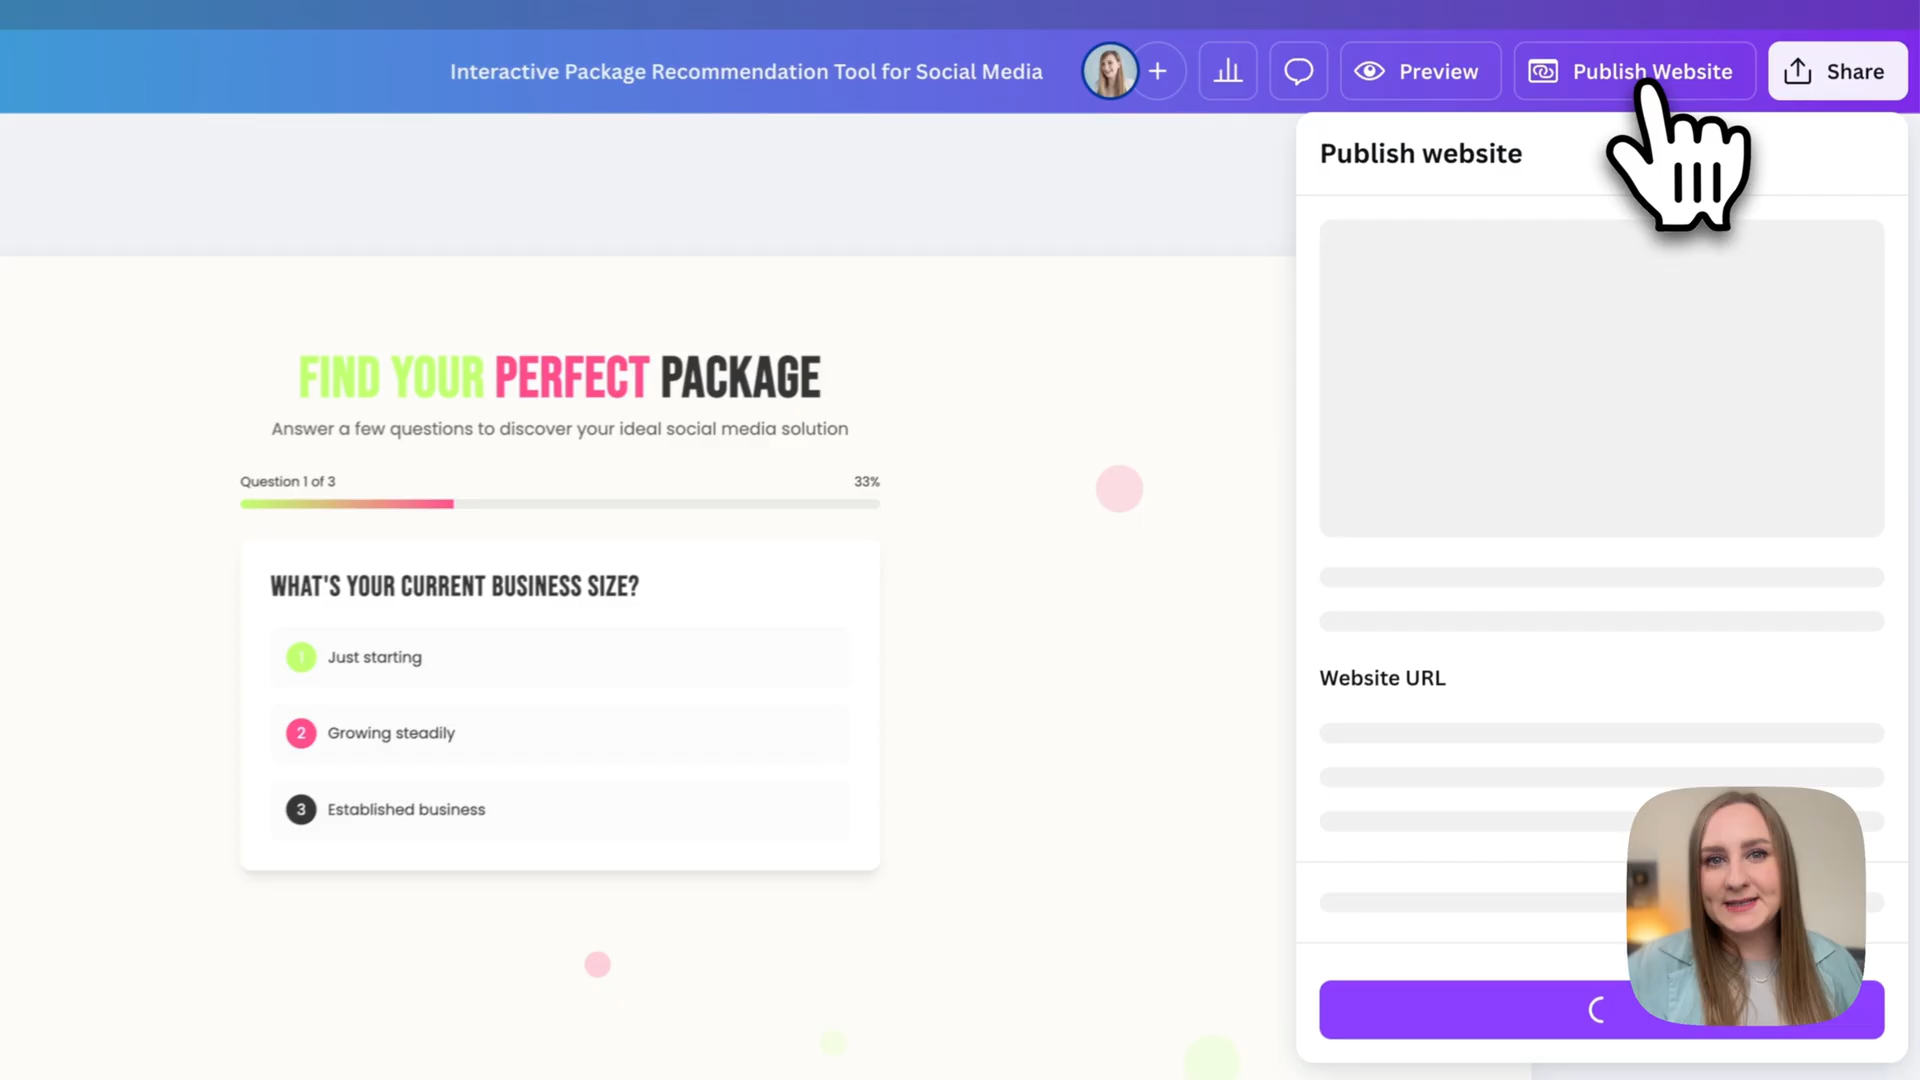 Interactive Package Recommendation Tool for Social Media
Preview
Publish Website
Share
Publish website
FIND YOUR PERFECT PACKAGE
Answer a few questions to discover your ideal social media solution
Question 1 of 3
33%
WHAT'S YOUR CURRENT BUSINESS SIZE?
1 Just starting
2 Growing steadily
3 Established business
Website URL